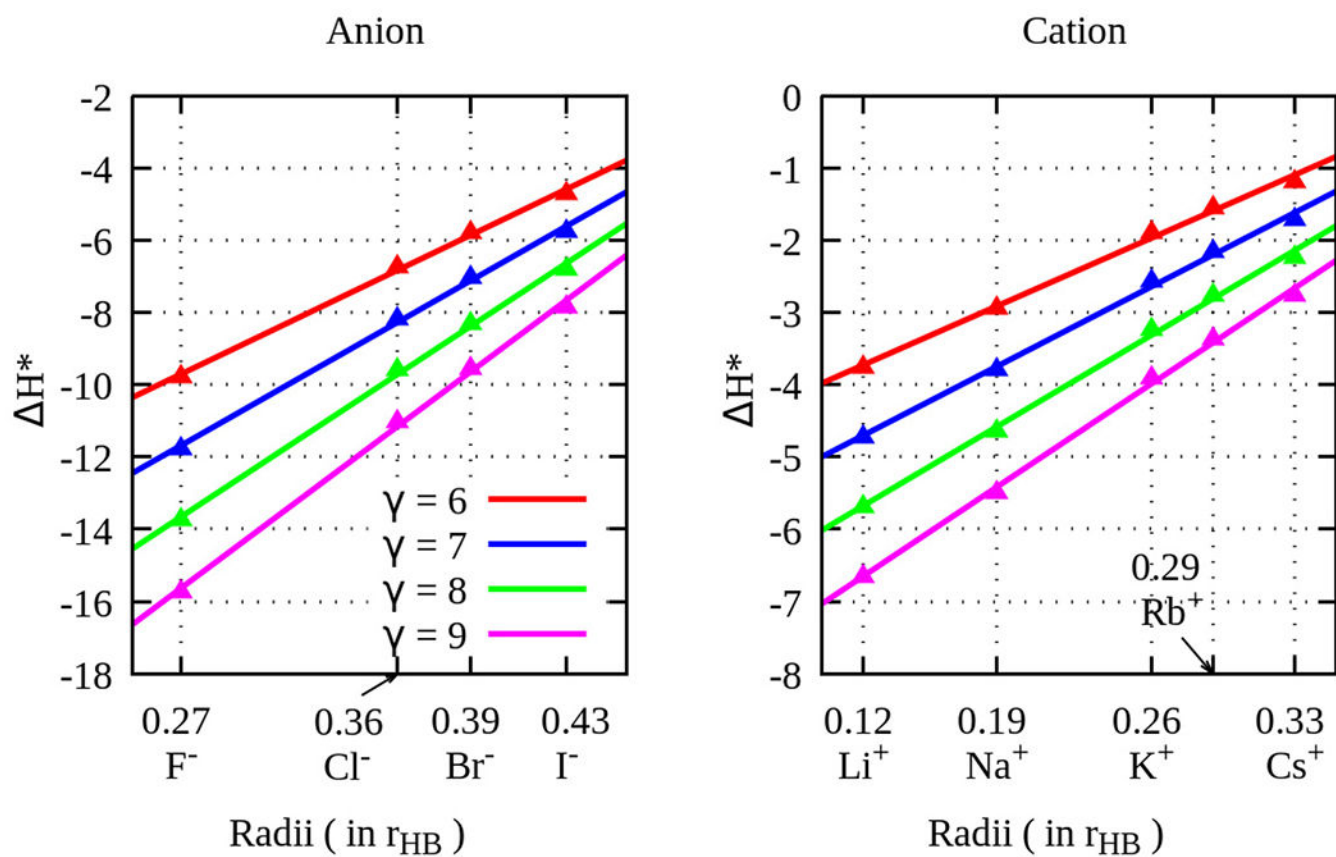 Anion
-2
-4
-6
-8
-10
-12
-14
-16
-18
ΔH*
γ = 6
γ = 7
γ = 8
γ = 9
0.27 0.36 0.39 0.43
F⁻ Cl⁻ Br⁻ I⁻
Radii ( in r_HB )
Cation
0
-1
-2
-3
-4
-5
-6
-7
-8
ΔH*
0.29
Rb⁺
0.12 0.19 0.26 0.33
Li⁺ Na⁺ K⁺ Cs⁺
Radii ( in r_HB )